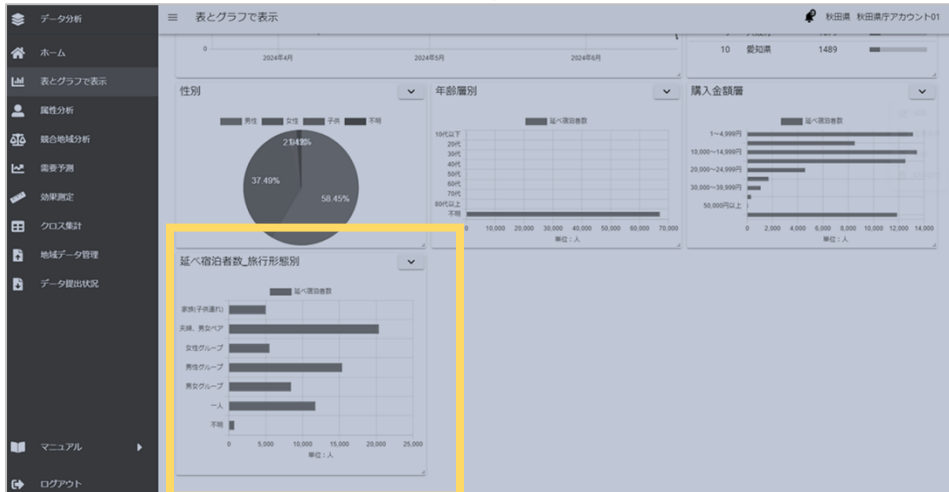 データ分析
表とグラフで表示
秋田県 秋田県庁アカウント01
ホーム
表とグラフで表示
属性分析
競合地域分析
需要予測
効果測定
クロス集計
地域データ管理
データ提出状況
マニュアル
ログアウト
0
2024年4月
2024年5月
2024年6月
10 愛知県 1489
性別
男性 女性 子供 不明
37.49%
58.45%
年齢層別
延べ宿泊者数
10代以下
20代
30代
40代
50代
60代
70代
80代以上
不明
0 10,000 20,000 30,000 40,000 50,000 60,000 70,000
単位：人
購入金額層
延べ宿泊者数
1〜4,999円
10,000〜14,999円
20,000〜24,999円
30,000〜39,999円
50,000円以上
0 2,000 4,000 6,000 8,000 10,000 12,000 14,000
単位：人
延べ宿泊者数_旅行形態別
延べ宿泊者数
家族(子供連れ)
夫婦、男女ペア
女性グループ
男性グループ
男女グループ
一人
不明
0 5,000 10,000 15,000 20,000 25,000
単位：人